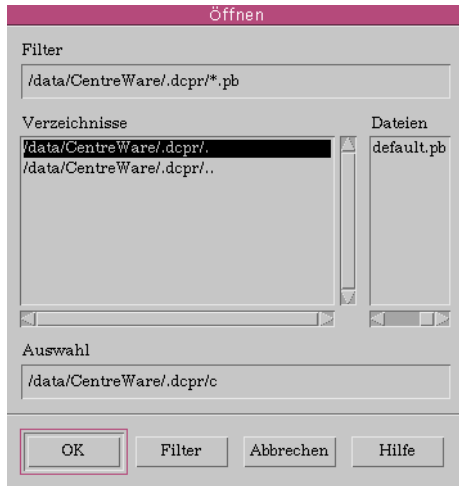 Öffnen
Filter
/data/CentreWare/.dcpr/*.pb
Verzeichnisse
Dateien
/data/CentreWare/.dcpr/.
default.pb
/data/CentreWare/.dcpr/..
Auswahl
/data/CentreWare/.dcpr/c
OK
Filter
Abbrechen
Hilfe